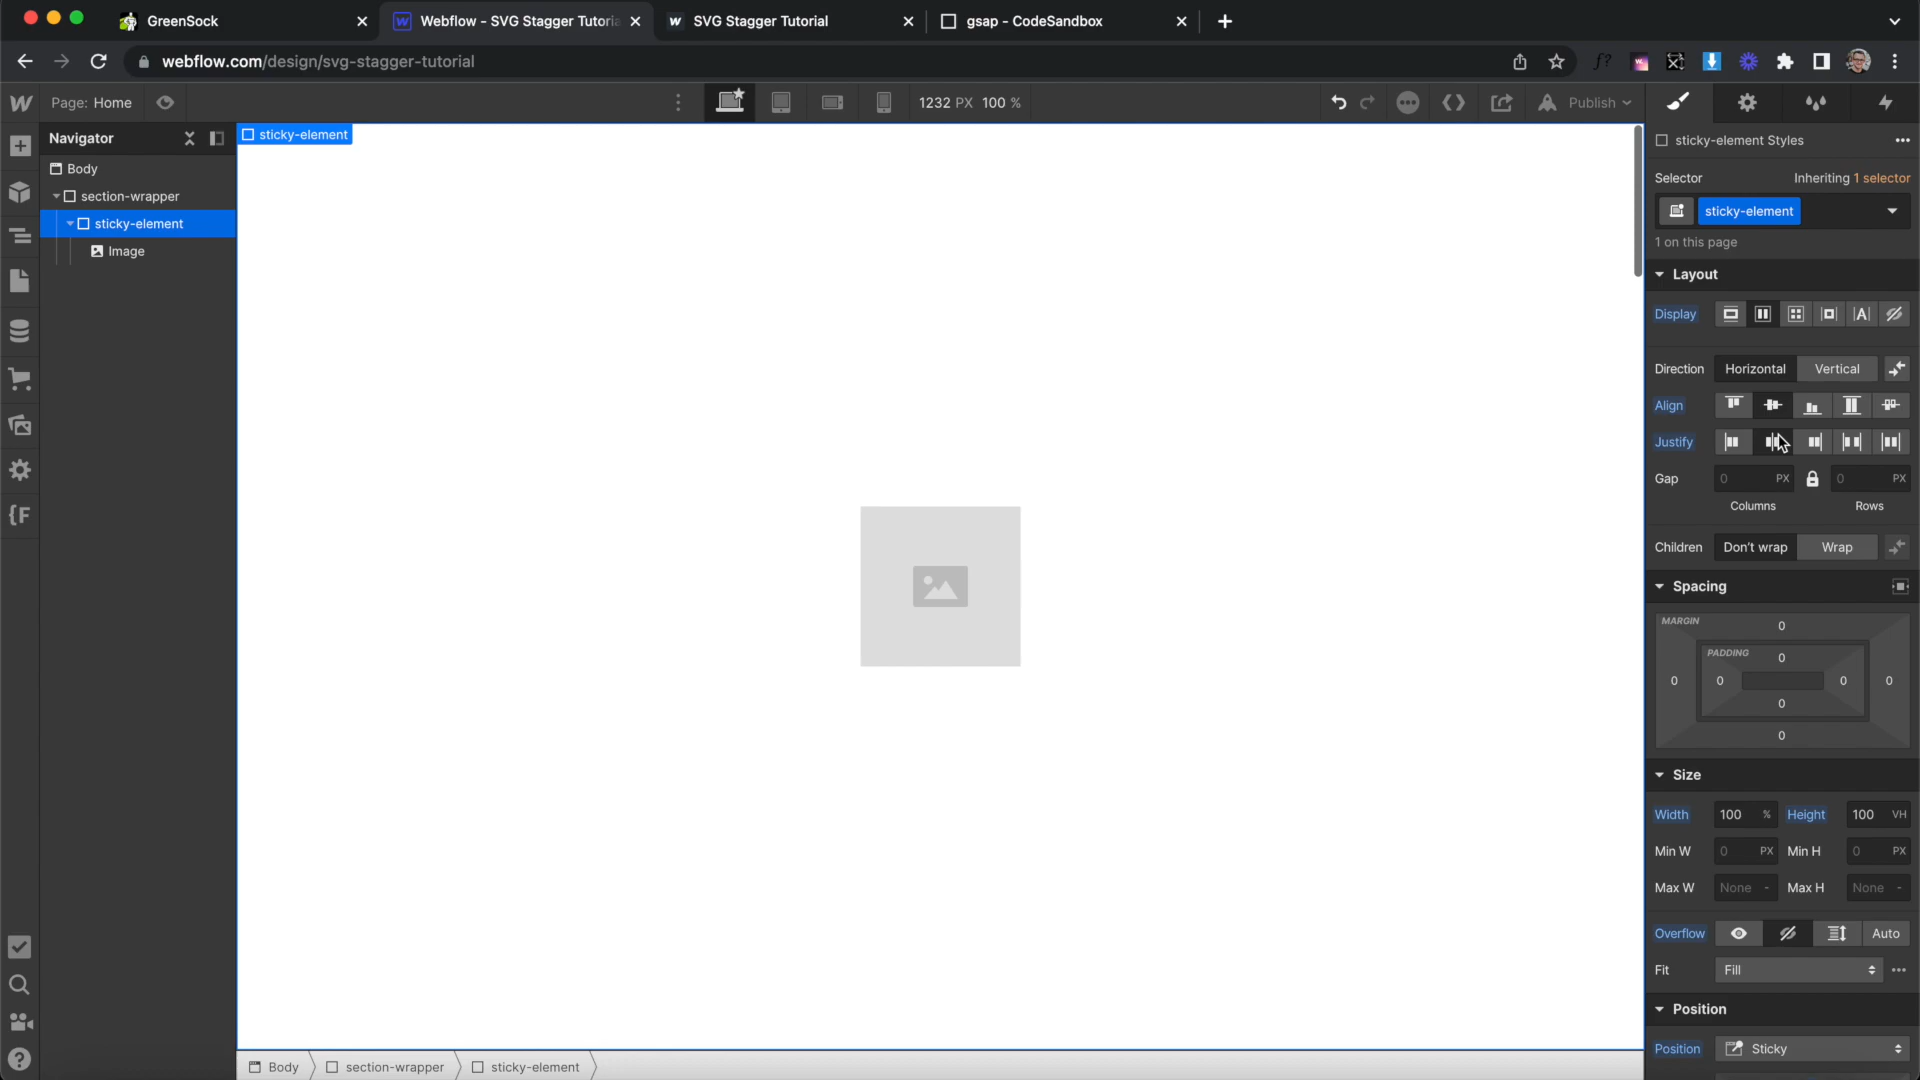 GreenSock
Webflow - SVG Stagger Tutoria
SVG Stagger Tutorial
gsap - CodeSandbox
webflow.com/design/svg-stagger-tutorial
Page: Home
1232 PX 100 %
Publish
Navigator
Body
section-wrapper
sticky-element
Image
sticky-element
sticky-element Styles
Selector
Inheriting 1 selector
sticky-element
1 on this page
Layout
Display
Direction
Horizontal
Vertical
Align
Justify
Gap
0 PX
0 PX
Columns
Rows
Children
Don't wrap
Wrap
Spacing
MARGIN
0
PADDING
0
0
0
0
0
0
0
Size
Width
100 %
Height
100 VH
Min W
0 PX
Min H
0 PX
Max W
None -
Max H
None -
Overflow
Auto
Fit
Fill
Position
Position
Sticky
Body
section-wrapper
sticky-element